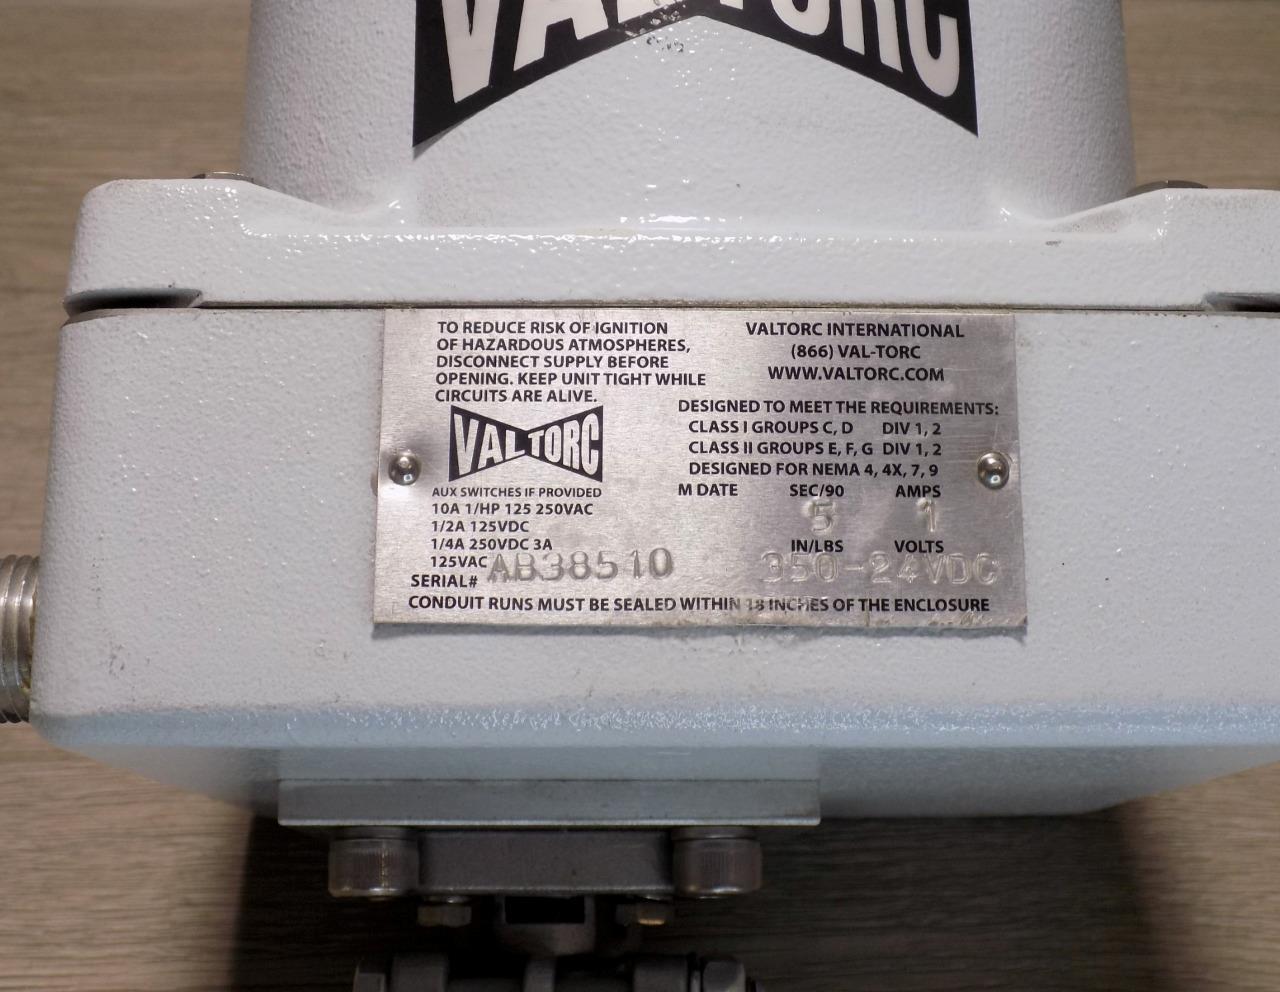 VALTORC
TO REDUCE RISK OF IGNITION
OF HAZARDOUS ATMOSPHERES,
DISCONNECT SUPPLY BEFORE
OPENING. KEEP UNIT TIGHT WHILE
CIRCUITS ARE ALIVE.
VALTORC
AUX SWITCHES IF PROVIDED
10A 1/HP 125 250VAC
1/2A 125VDC
1/4A 250VDC 3A
125VAC
SERIAL# AB38510
VALTORC INTERNATIONAL
(866) VAL-TORC
WWW.VALTORC.COM
DESIGNED TO MEET THE REQUIREMENTS:
CLASS I GROUPS C, D DIV 1, 2
CLASS II GROUPS E, F, G DIV 1, 2
DESIGNED FOR NEMA 4, 4X, 7, 9
M DATE SEC/90 AMPS
5 1
IN/LBS VOLTS
350-24VDC
CONDUIT RUNS MUST BE SEALED WITHIN 18 INCHES OF THE ENCLOSURE